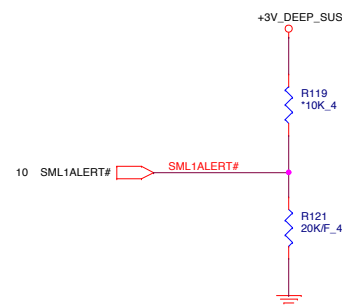 +3V_DEEP_SUS
R119
*10K_4
10 SML1ALERT# SML1ALERT#
R121
20K/F_4